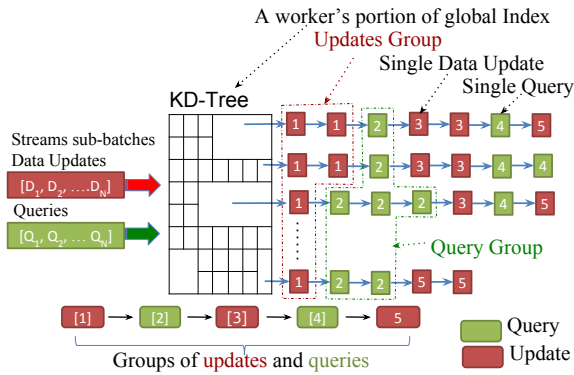 A worker's portion of global Index
Updates Group
Single Data Update
Single Query
KD-Tree
1 1 2 3 3 4 5
Streams sub-batches
Data Updates
1 1 2 3 3 4 4
[D1, D2, ....DN]
Queries
1 2 2 2 3 4 5
[Q1, Q2, ... QN]
Query Group
1 2 2 5 5
[1] [2] [3] [4] 5
Query
Update
Groups of updates and queries